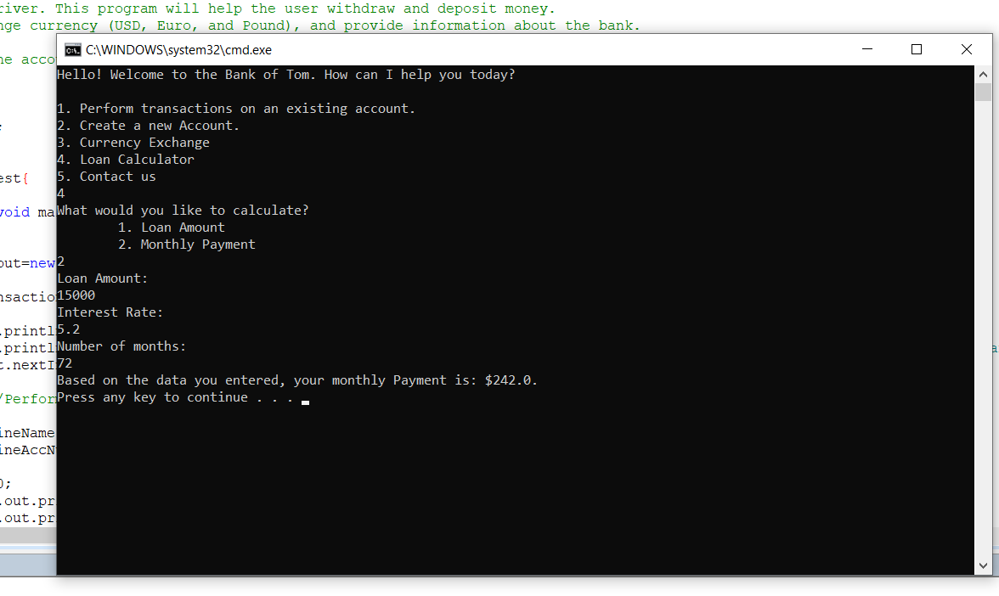 river. This program will help the user withdraw and deposit money.
nge currency (USD, Euro, and Pound), and provide information about the bank.
C:\WINDOWS\system32\cmd.exe
he acco
Hello! Welcome to the Bank of Tom. How can I help you today?
1. Perform transactions on an existing account.
2. Create a new Account.
;
3. Currency Exchange
4. Loan Calculator
5. Contact us
est{
4
void ma
What would you like to calculate?
1. Loan Amount
2. Monthly Payment
put=new
2
Loan Amount:
nsactio
15000
Interest Rate:
.printl
5.2
.printl
Number of months:
t.nextI
72
Based on the data you entered, your monthly Payment is: $242.0.
/Perfor
Press any key to continue . . .
ineName
ineAccN
0;
.out.pr
.out.pr